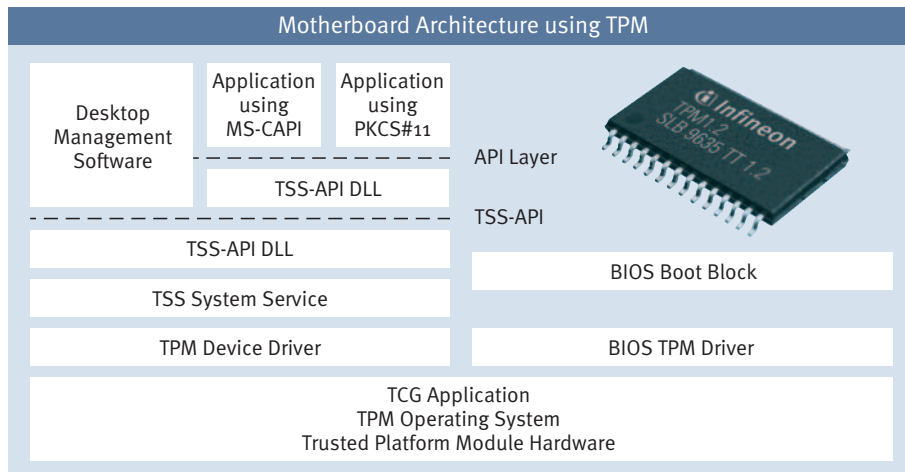 Motherboard Architecture using TPM
Desktop
Management
Software
Application
using
MS-CAPI
Application
using
PKCS#11
API Layer
TSS-API DLL
TSS-API
TSS-API DLL
TSS System Service
TPM Device Driver
infineon
TPM1.2
SLB 9635 TT 1.2
BIOS Boot Block
BIOS TPM Driver
TCG Application
TPM Operating System
Trusted Platform Module Hardware